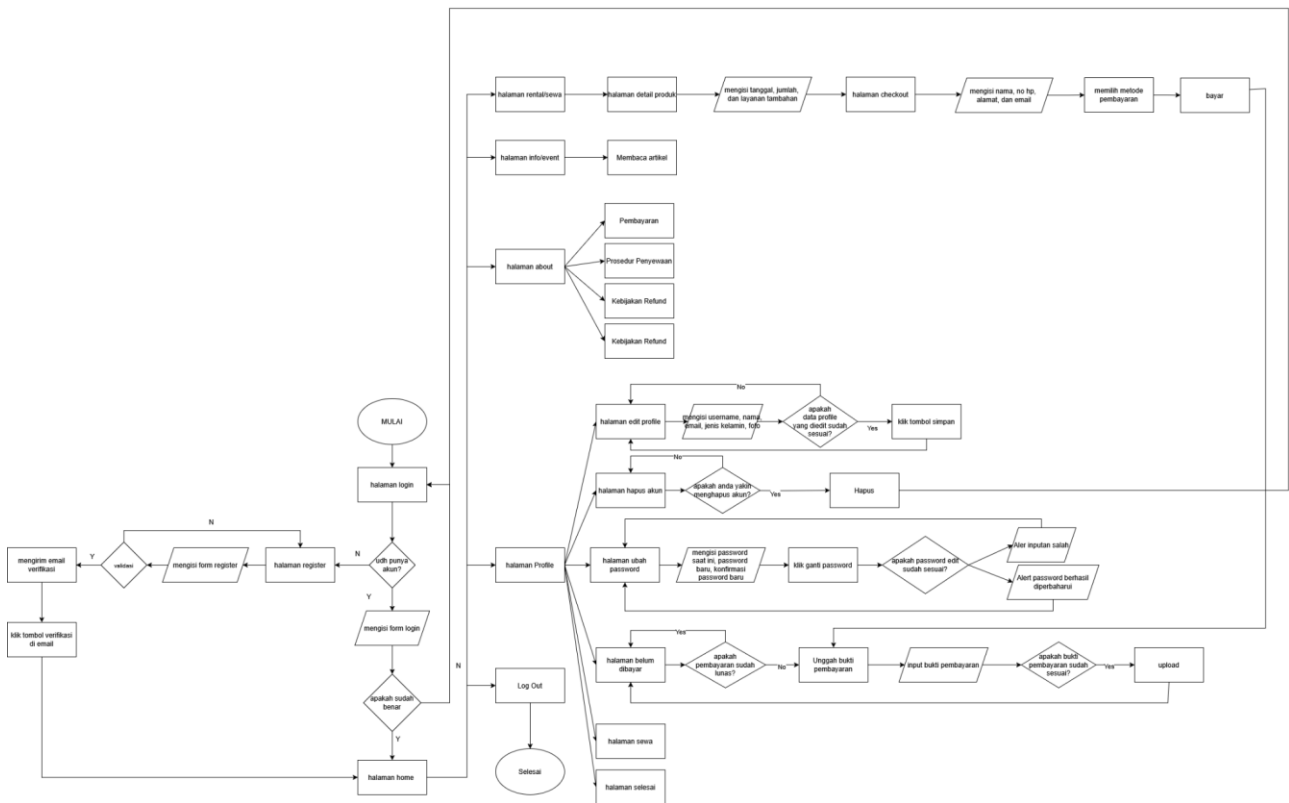 halaman rental/sewa
halaman detail produk
mengisi tanggal, jumlah,
dan layanan tambahan
halaman checkout
mengisi nama, no hp,
alamat, dan email
memilih metode
pembayaran
bayar
halaman info/event
Membaca artikel
halaman about
Pembayaran
Prosedur Penyewaan
Kebijakan Refund
Kebijakan Refund
MULAI
halaman login
udh punya
akun?
N
halaman register
mengisi form register
validasi
N
Y
mengirim email
verifikasi
klik tombol verifikasi
di email
Y
mengisi form login
apakah sudah
benar
N
Y
halaman home
halaman Profile
No
halaman edit profile
mengisi username, nama,
email, jenis kelamin, foto
apakah
data profile
yang diedit sudah
sesuai?
Yes
klik tombol simpan
No
halaman hapus akun
apakah anda yakin
menghapus akun?
Yes
Hapus
halaman ubah
password
mengisi password
saat ini, password
baru, konfirmasi
password baru
klik ganti password
apakah password edit
sudah sesuai?
Aler inputan salah
Alert password berhasil
diperbaharui
Yes
halaman belum
dibayar
apakah
pembayaran sudah
lunas?
No
Unggah bukti
pembayaran
input bukti pembayaran
apakah bukti
pembayaran sudah
sesuai?
Yes
upload
halaman sewa
halaman selesai
Log Out
Selesai